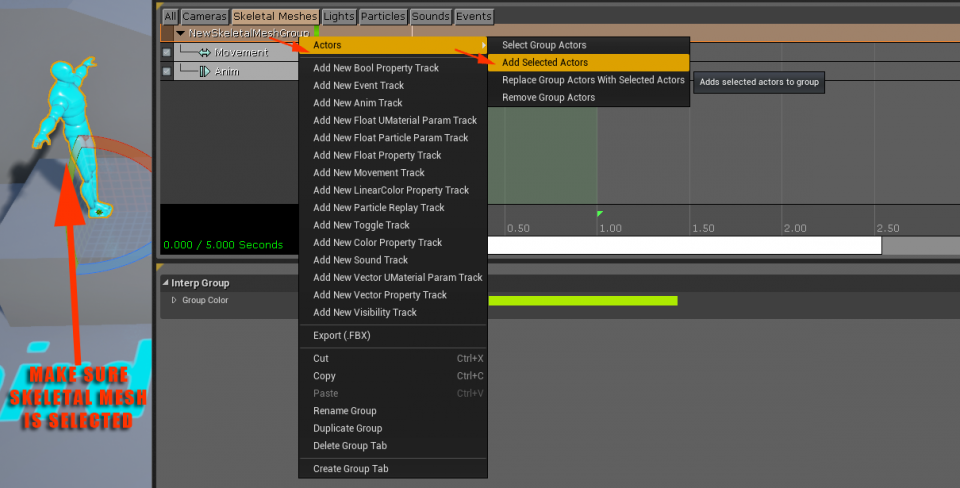 All Cameras Skeletal Meshes Lights Particles Sounds Events
NewSkeletalMeshGroup
Movement
Anim
Actors
Add New Bool Property Track
Add New Event Track
Add New Anim Track
Add New Float UMaterial Param Track
Add New Float Particle Param Track
Add New Float Property Track
Add New Movement Track
Add New LinearColor Property Track
Add New Particle Replay Track
Add New Toggle Track
Add New Color Property Track
Add New Sound Track
Add New Vector UMaterial Param Track
Add New Vector Property Track
Add New Visibility Track
Export (.FBX)
Cut Ctrl+X
Copy Ctrl+C
Paste Ctrl+V
Rename Group
Duplicate Group
Delete Group Tab
Create Group Tab
Select Group Actors
Add Selected Actors
Replace Group Actors With Selected Actors
Remove Group Actors
Adds selected actors to group
0.50 1.00 1.50 2.00 2.50
0.000 / 5.000 Seconds
Interp Group
Group Color
MAKE SURE
SKELETAL MESH
IS SELECTED